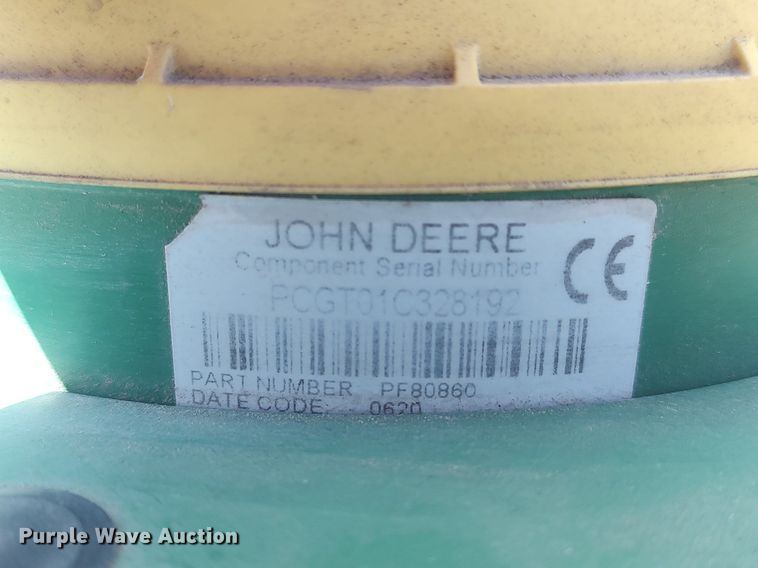 JOHN DEERE
Component Serial Number
PCGT01C328192
CE
PART NUMBER PF80860
DATE CODE: 0620
Purple Wave Auction